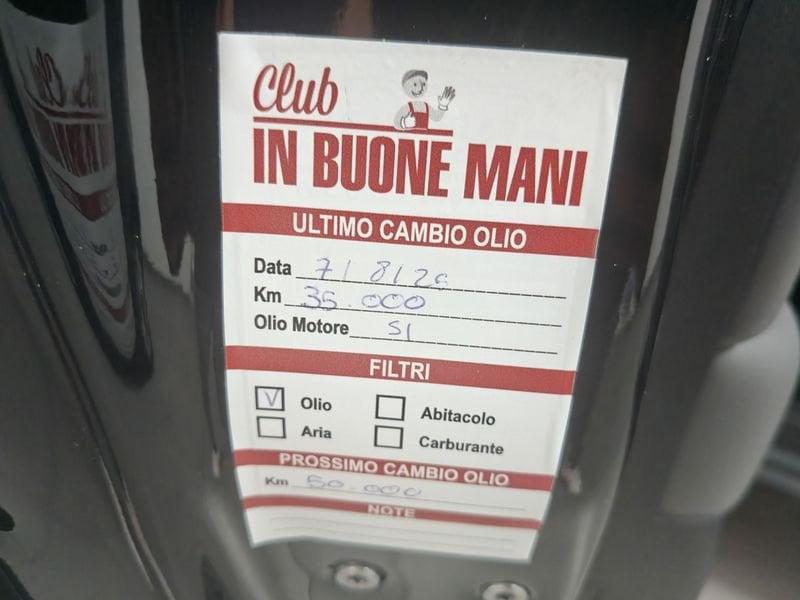 Club
IN BUONE MANI
ULTIMO CAMBIO OLIO
Data 7/8/20
Km 35.000
Olio Motore SI
FILTRI
V Olio
Abitacolo
Aria
Carburante
PROSSIMO CAMBIO OLIO
Km 50.000
NOTE